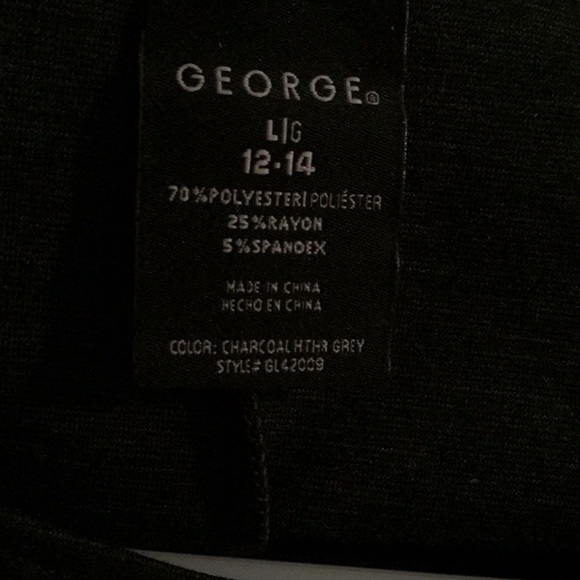 GEORGE®
L|G
12-14
70%POLYESTER|POLIÉSTER
25%RAYON
5%SPANDEX
MADE IN CHINA
HECHO EN CHINA
COLOR: CHARCOAL HTHR GREY
STYLE# GL42009